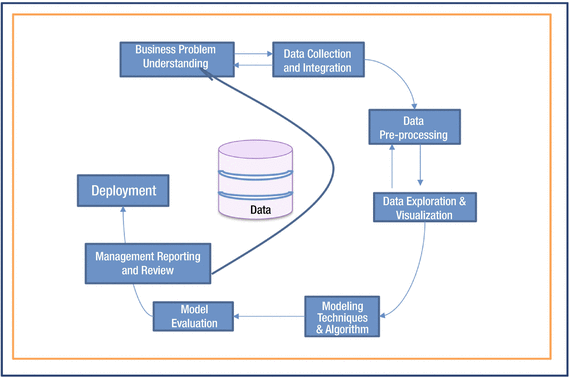 Business Problem
Understanding
Data Collection
and Integration
Data
Pre-processing
Data Exploration &
Visualization
Modeling
Techniques
& Algorithm
Model
Evaluation
Management Reporting
and Review
Deployment
Data